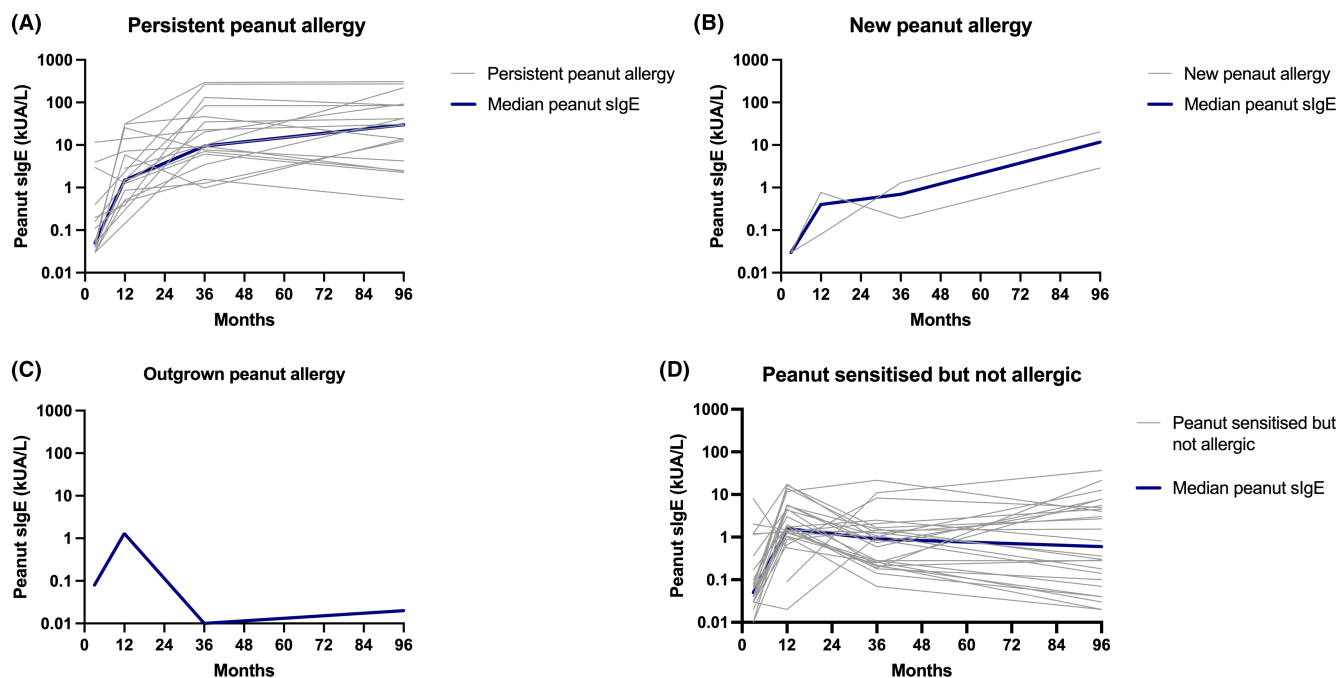 (A)
Persistent peanut allergy
1000
100
10
1
0.1
0.01
Peanut sIgE (kUA/L)
0 12 24 36 48 60 72 84 96
Months
Persistent peanut allergy
Median peanut sIgE
(B)
New peanut allergy
1000
100
10
1
0.1
0.01
Peanut sIgE (kUA/L)
0 12 24 36 48 60 72 84 96
Months
New penaut allergy
Median peanut sIgE
(C)
Outgrown peanut allergy
1000
100
10
1
0.1
0.01
Peanut sIgE (kUA/L)
0 12 24 36 48 60 72 84 96
Months
(D)
Peanut sensitised but not allergic
1000
100
10
1
0.1
0.01
Peanut sIgE (kUA/L)
0 12 24 36 48 60 72 84 96
Months
Peanut sensitised but
not allergic
Median peanut sIgE